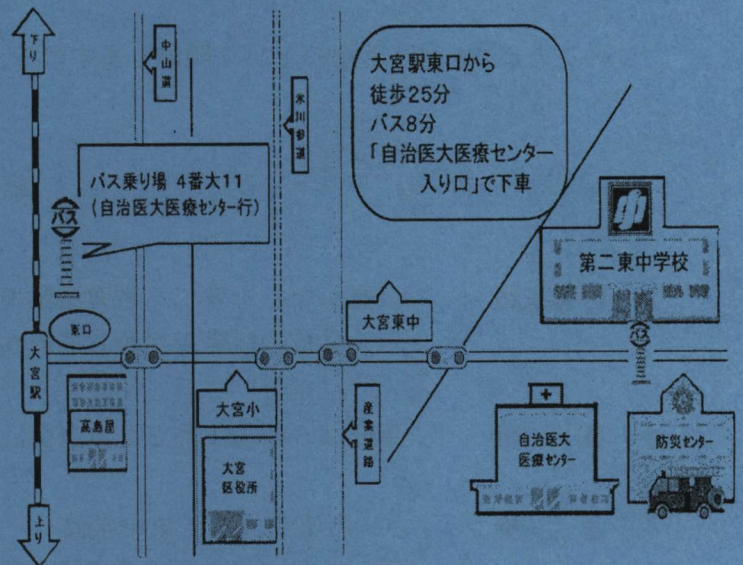 下り
中山道
氷川参道
大宮駅東口から
徒歩25分
バス8分
「自治医大医療センター
入り口」で下車
バス乗り場 4番大11
(自治医大医療センター行)
バス
第二東中学校
東口
大宮東中
バス
大宮駅
高島屋
大宮小
大宮
区役所
産業道路
自治医大
医療センター
防災センター
上り